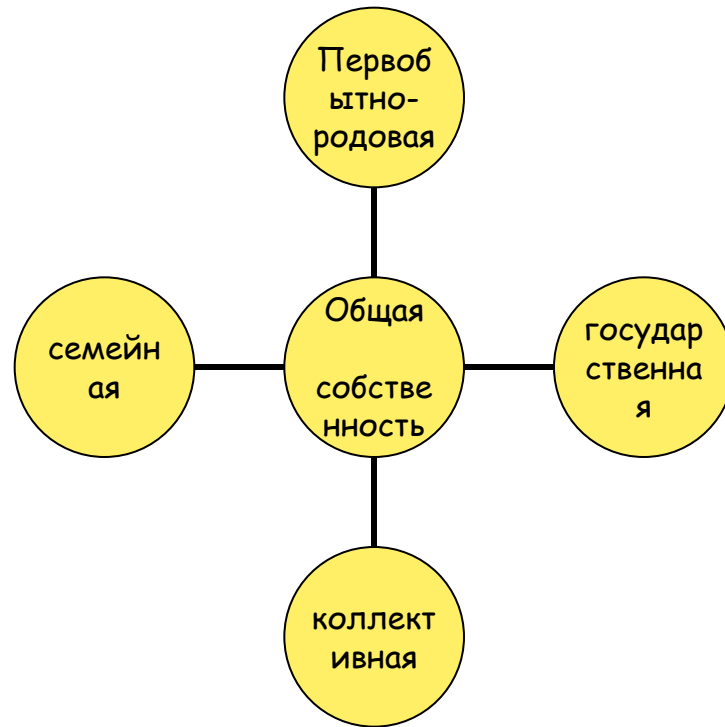 Первоб
ытно-
родовая
семейн
ая
Общая
собстве
нность
государ
ственна
я
коллект
ивная